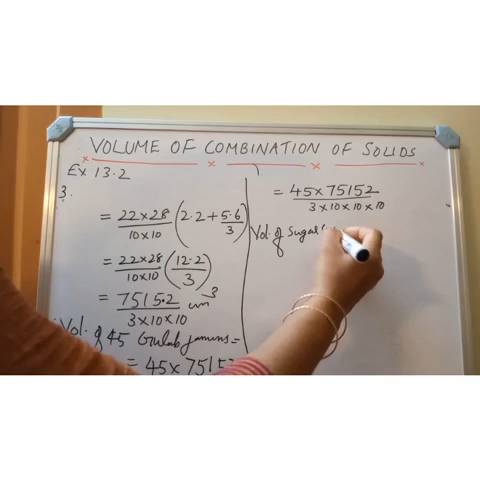 VOLUME OF COMBINATION OF SOLIDS
Ex 13.2
3.
= 22×28/10×10 (2.2 + 5.6/3)
= 22×28/10×10 (12.2/3)
= 7515.2/3×10×10 cm³
Vol. of 45 Gulab jamuns =
= 45×7515
= 45×75152/3×10×10×10
Vol. of Sugar